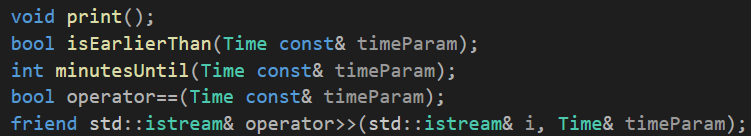 void print();
bool isEarlierThan(Time const& timeParam);
int minutesUntil(Time const& timeParam);
bool operator==(Time const& timeParam);
friend std::istream& operator>>(std::istream& i, Time& timeParam);